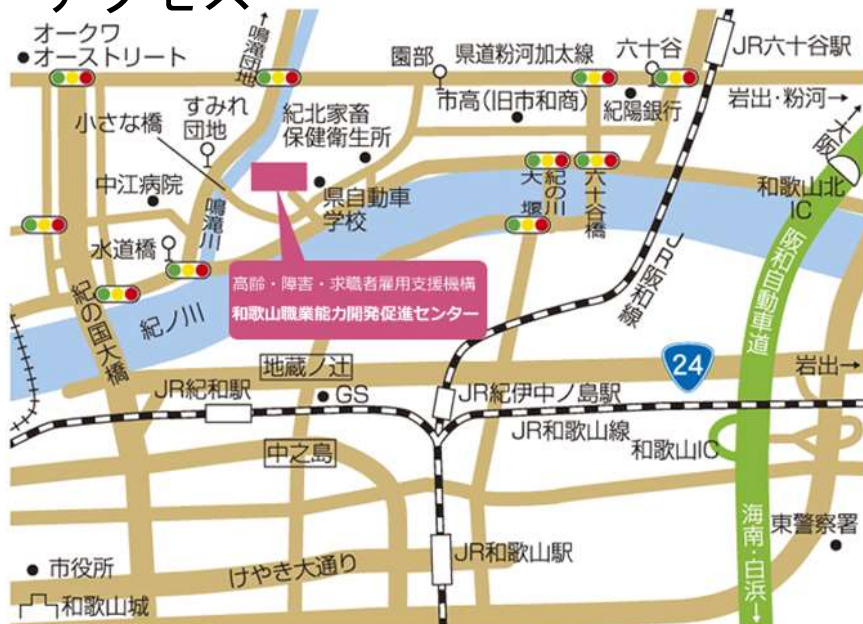 アクセス
オークワ
オーストリート
↑鳴滝団地
園部
県道粉河加太線
六十谷
JR六十谷駅
すみれ
団地
紀北家畜
保健衛生所
市高(旧市和商)
紀陽銀行
岩出・粉河→
↑大阪
小さな橋
中江病院
鳴滝川
県自動車
学校
紀の川
大堰
六十谷橋
和歌山北
IC
水道橋
高齢・障害・求職者雇用支援機構
和歌山職業能力開発促進センター
JR阪和線
阪和自動車道
紀の国大橋
紀ノ川
地蔵ノ辻
24
岩出→
JR紀和駅
GS
JR紀伊中ノ島駅
JR和歌山線
和歌山IC
中之島
海南・白浜→
東警察署
JR和歌山駅
市役所
けやき大通り
和歌山城